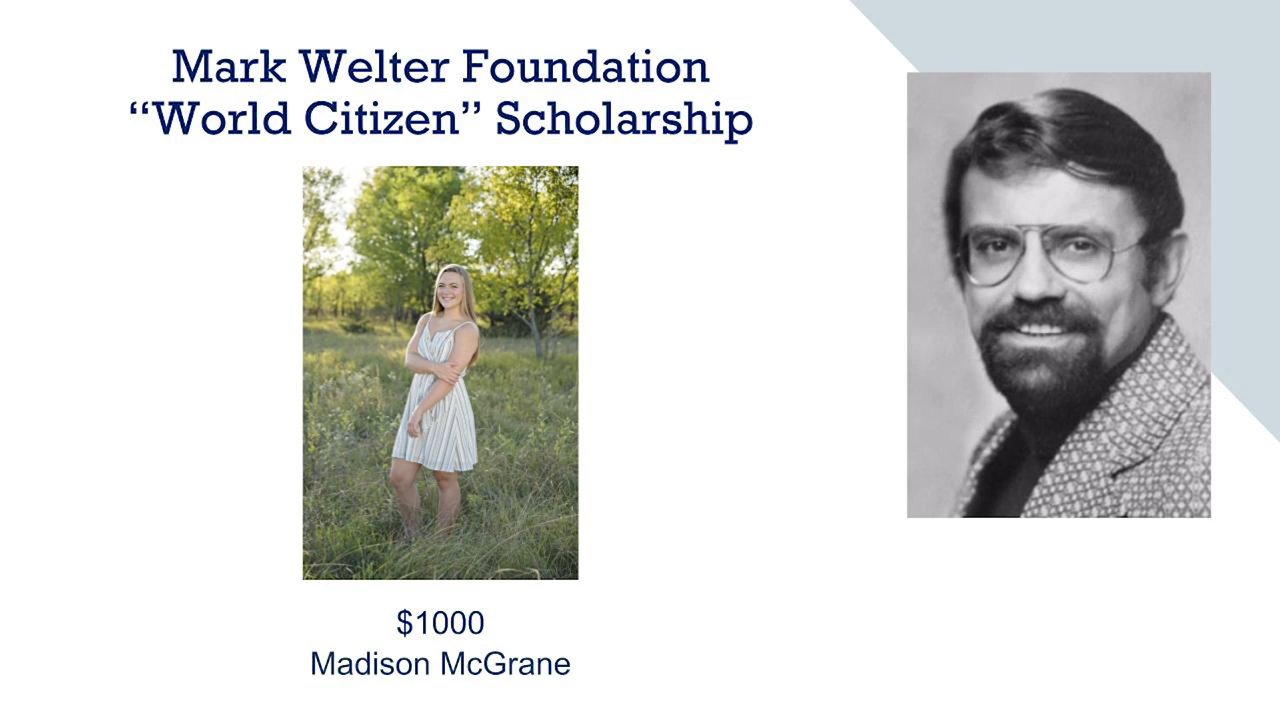 Mark Welter Foundation
“World Citizen” Scholarship
$1000
Madison McGrane